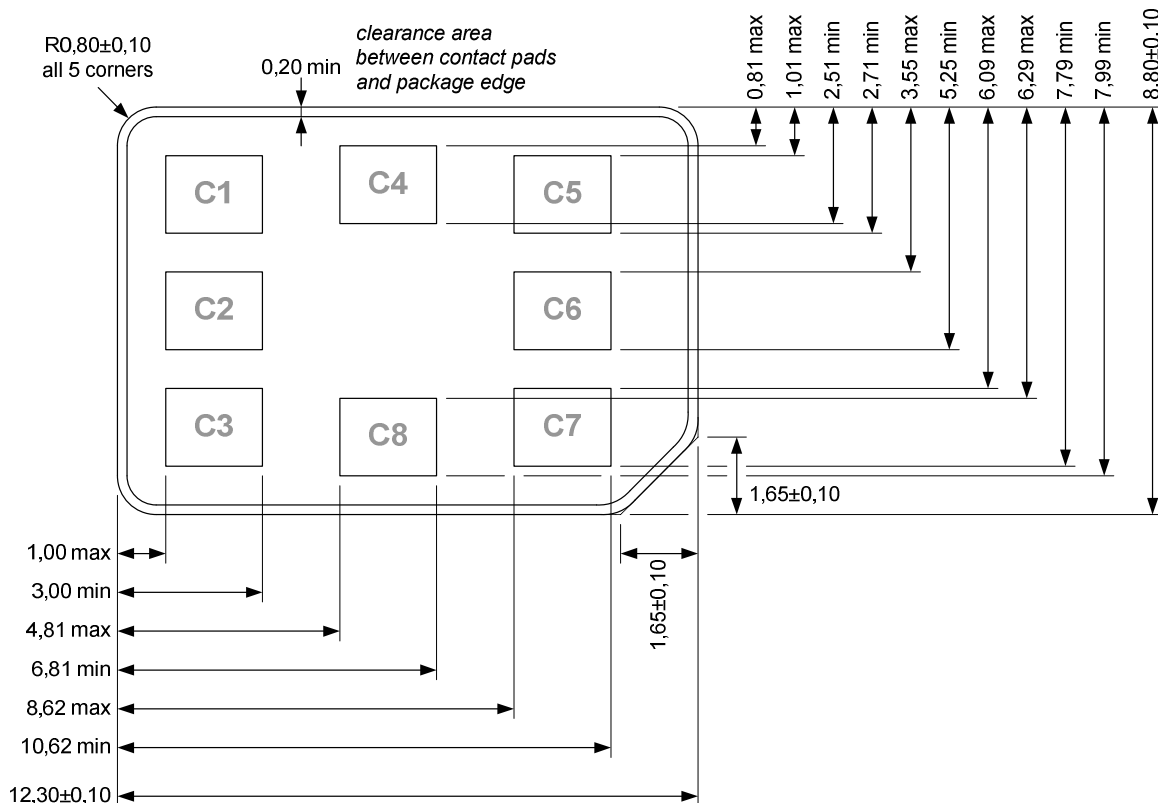 R0,80±0,10
all 5 corners
0,20 min
clearance area
between contact pads
and package edge
0,81 max
1,01 max
2,51 min
2,71 min
3,55 max
5,25 min
6,09 max
6,29 max
7,79 min
7,99 min
8,80±0,10
C1
C4
C5
C2
C6
C3
C8
C7
1,65±0,10
1,65±0,10
1,00 max
3,00 min
4,81 max
6,81 min
8,62 max
10,62 min
12,30±0,10